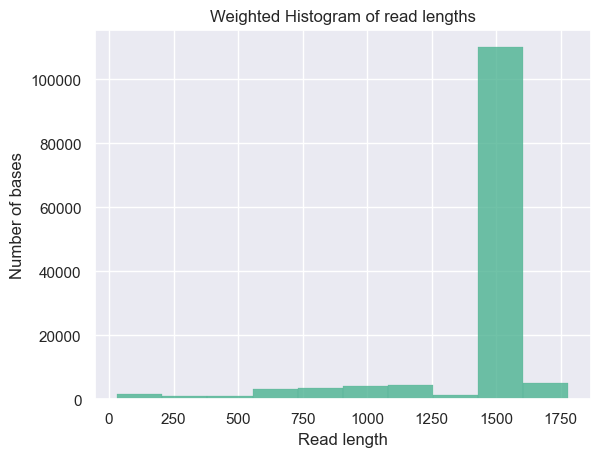 Weighted Histogram of read lengths
Number of bases
100000
80000
60000
40000
20000
0
0 250 500 750 1000 1250 1500 1750
Read length